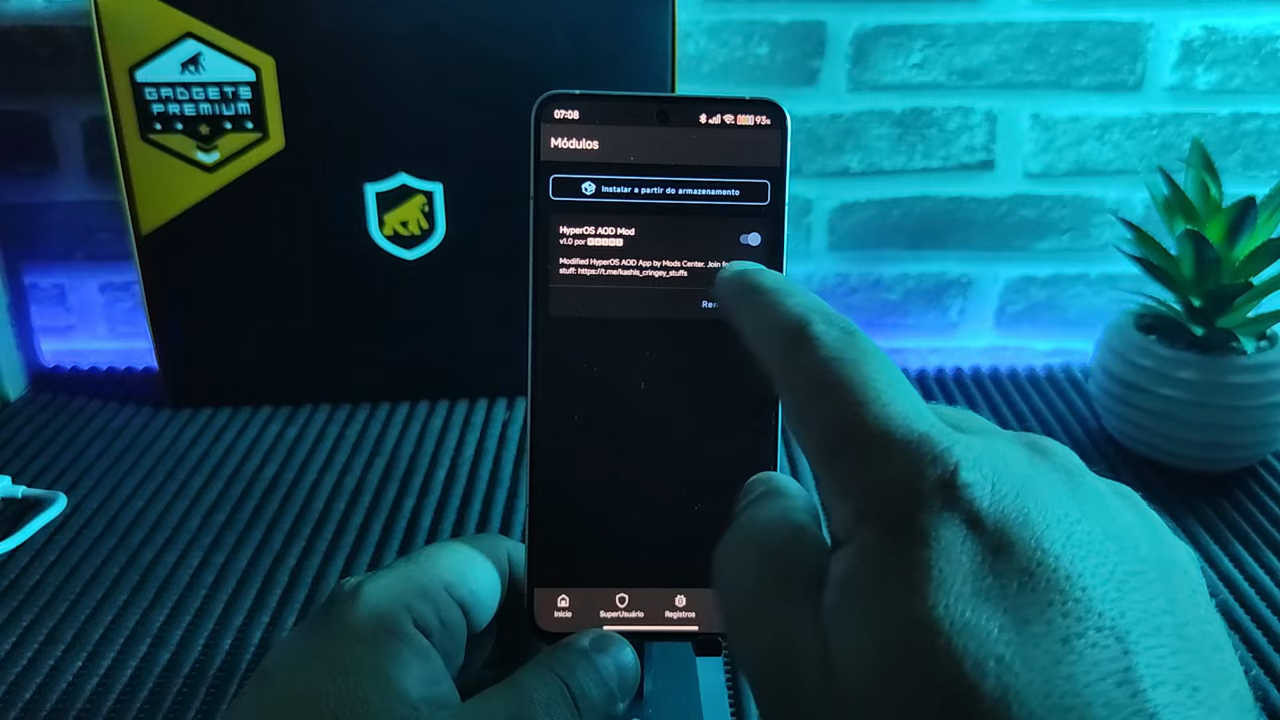 GADGETS
PREMIUM
07:08
93%
Módulos
Instalar a partir do armazenamento
HyperOS AOD Mod
v1.0 por
Modified HyperOS AOD App by Mods Center. Join
stuff: https://t.me/kashis_cringey_stuffs
Início
SuperUsuário
Registros